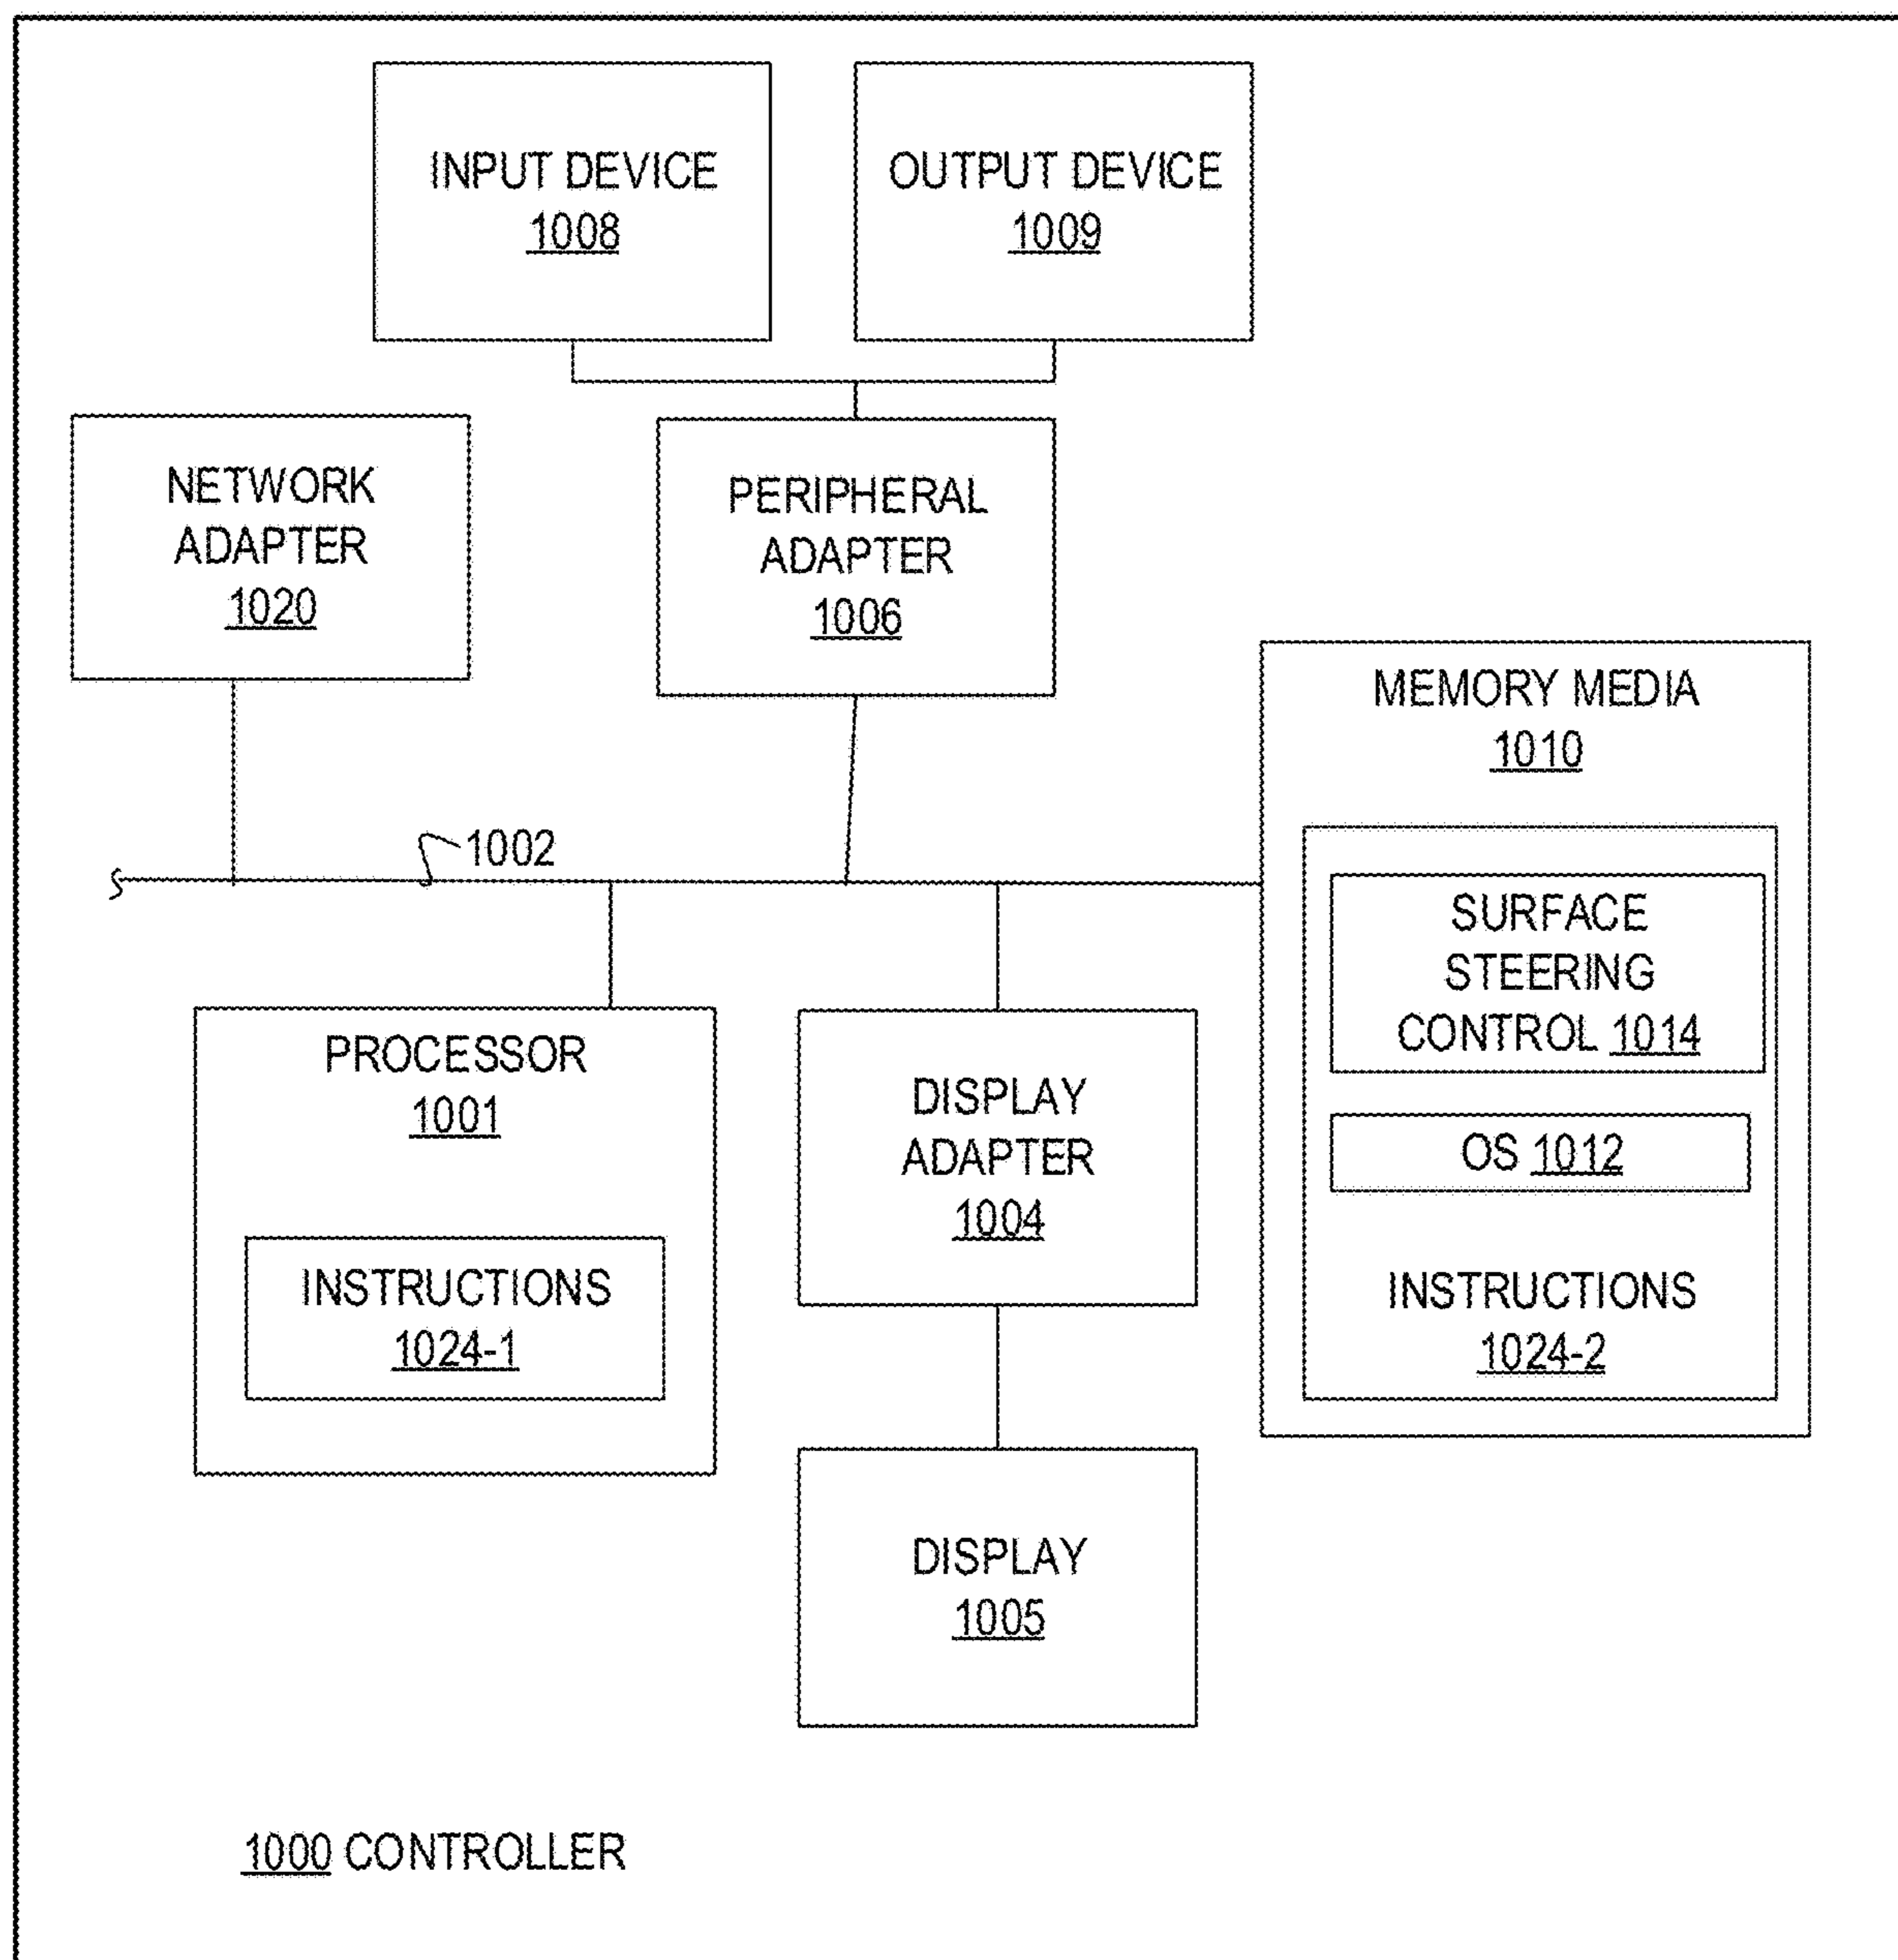 INPUT DEVICE
1008
OUTPUT DEVICE
1009
NETWORK
ADAPTER
1020
PERIPHERAL
ADAPTER
1006
MEMORY MEDIA
1010
1002
SURFACE
STEERING
CONTROL 1014
OS 1012
INSTRUCTIONS
1024-2
PROCESSOR
1001
INSTRUCTIONS
1024-1
DISPLAY
ADAPTER
1004
DISPLAY
1005
1000 CONTROLLER